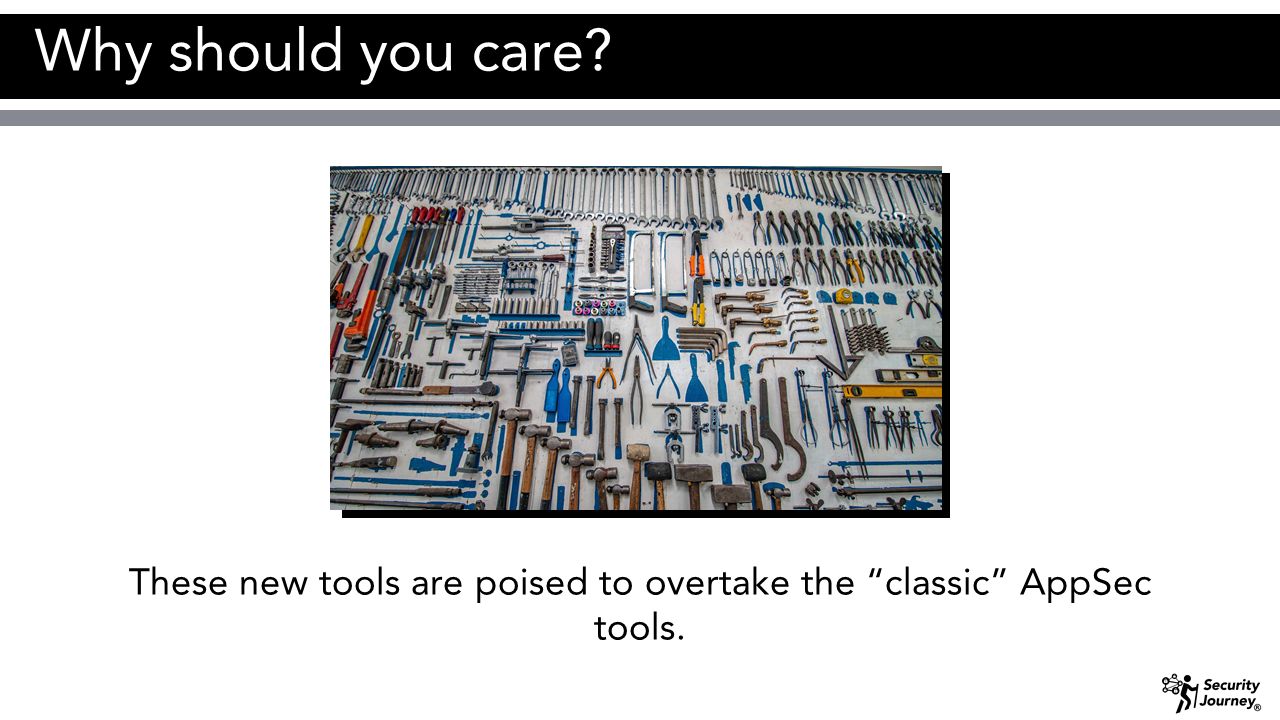 Why should you care?
These new tools are poised to overtake the “classic” AppSec
tools.
Security
Journey®